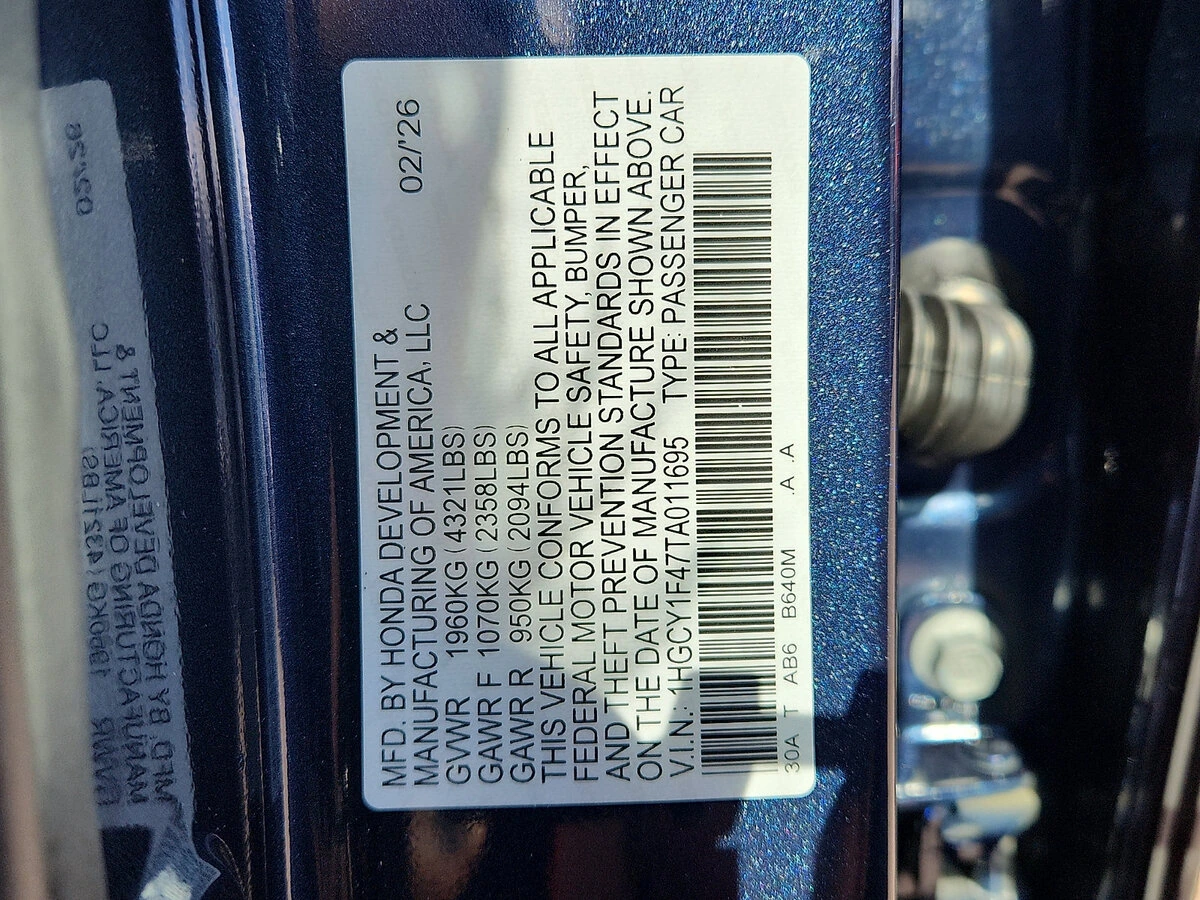 MFD. BY HONDA DEVELOPMENT &
MANUFACTURING OF AMERICA, LLC 02/'26
GVWR 1960KG (4321LBS)
GAWR F 1070KG (2358LBS)
GAWR R 950KG (2094LBS)
THIS VEHICLE CONFORMS TO ALL APPLICABLE
FEDERAL MOTOR VEHICLE SAFETY, BUMPER,
AND THEFT PREVENTION STANDARDS IN EFFECT
ON THE DATE OF MANUFACTURE SHOWN ABOVE.
V.I.N.: 1HGCY1F47TA011695 TYPE: PASSENGER CAR
30A T AB6 B640M .A .A